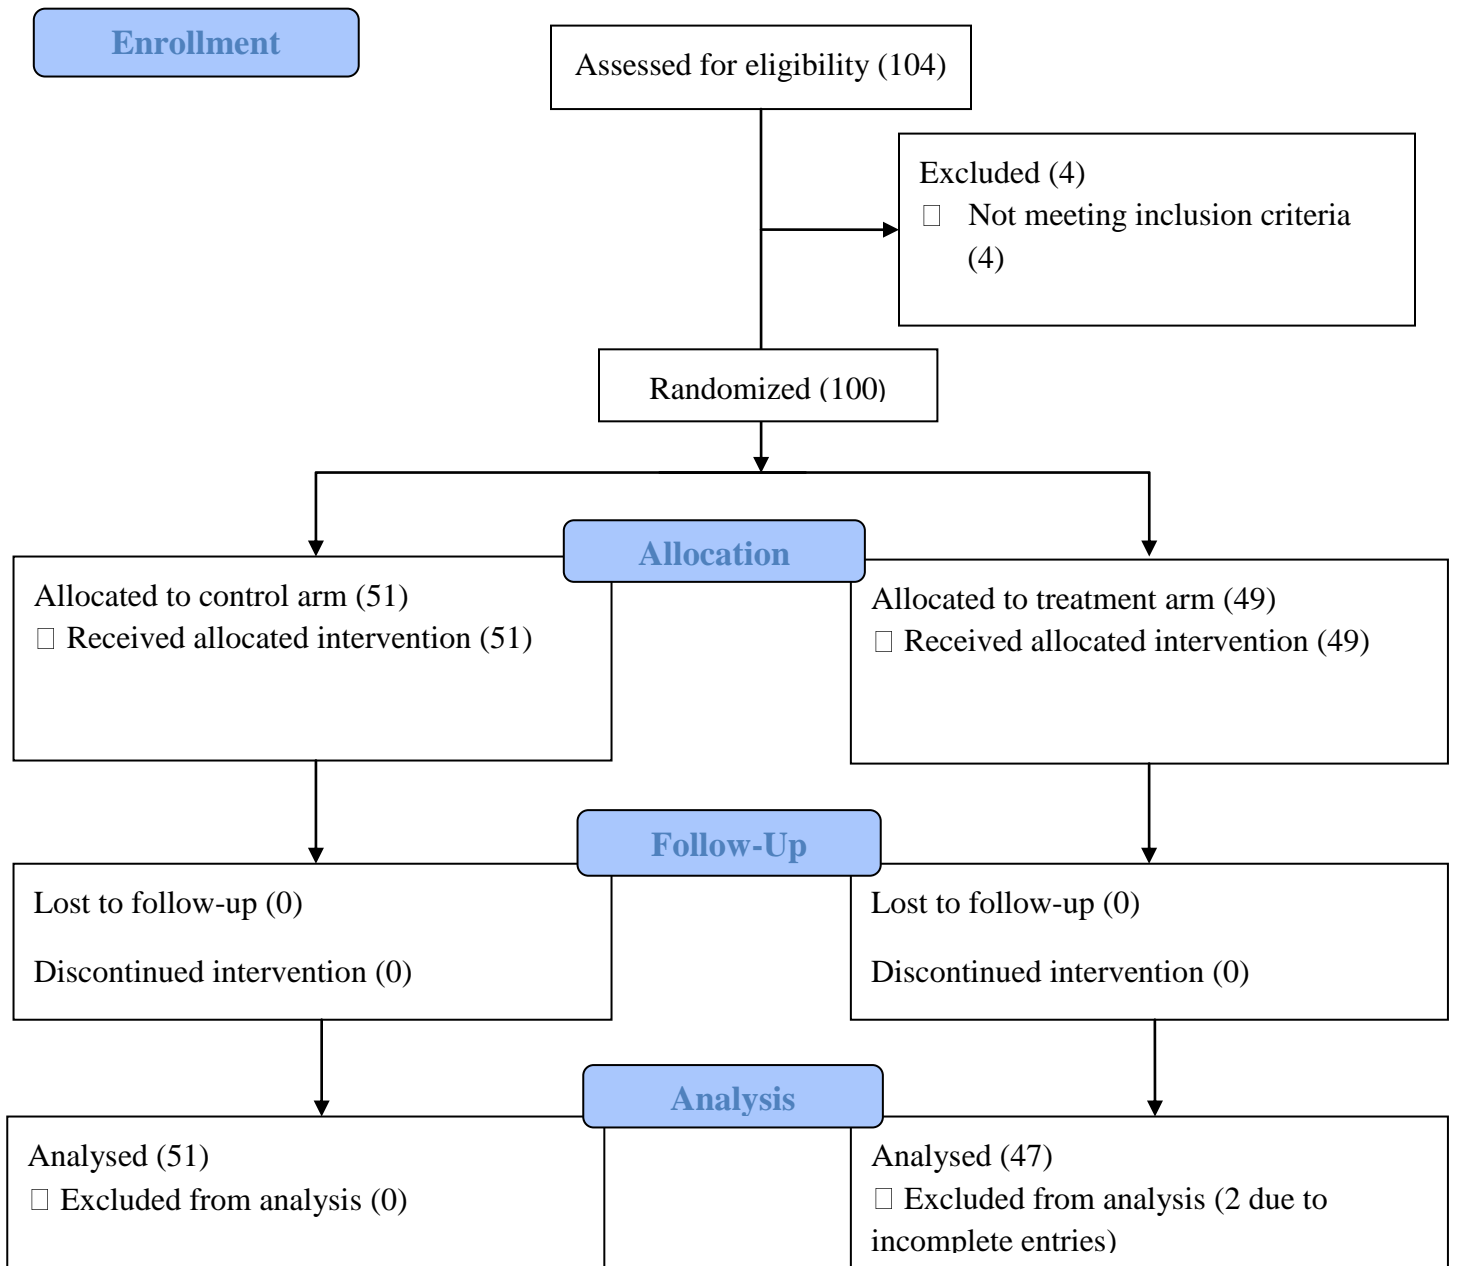 Enrollment
Assessed for eligibility (104)
Excluded (4)
□ Not meeting inclusion criteria
(4)
Randomized (100)
Allocation
Allocated to control arm (51)
□ Received allocated intervention (51)
Allocated to treatment arm (49)
□ Received allocated intervention (49)
Follow-Up
Lost to follow-up (0)
Discontinued intervention (0)
Lost to follow-up (0)
Discontinued intervention (0)
Analysis
Analysed (51)
□ Excluded from analysis (0)
Analysed (47)
□ Excluded from analysis (2 due to
incomplete entries)